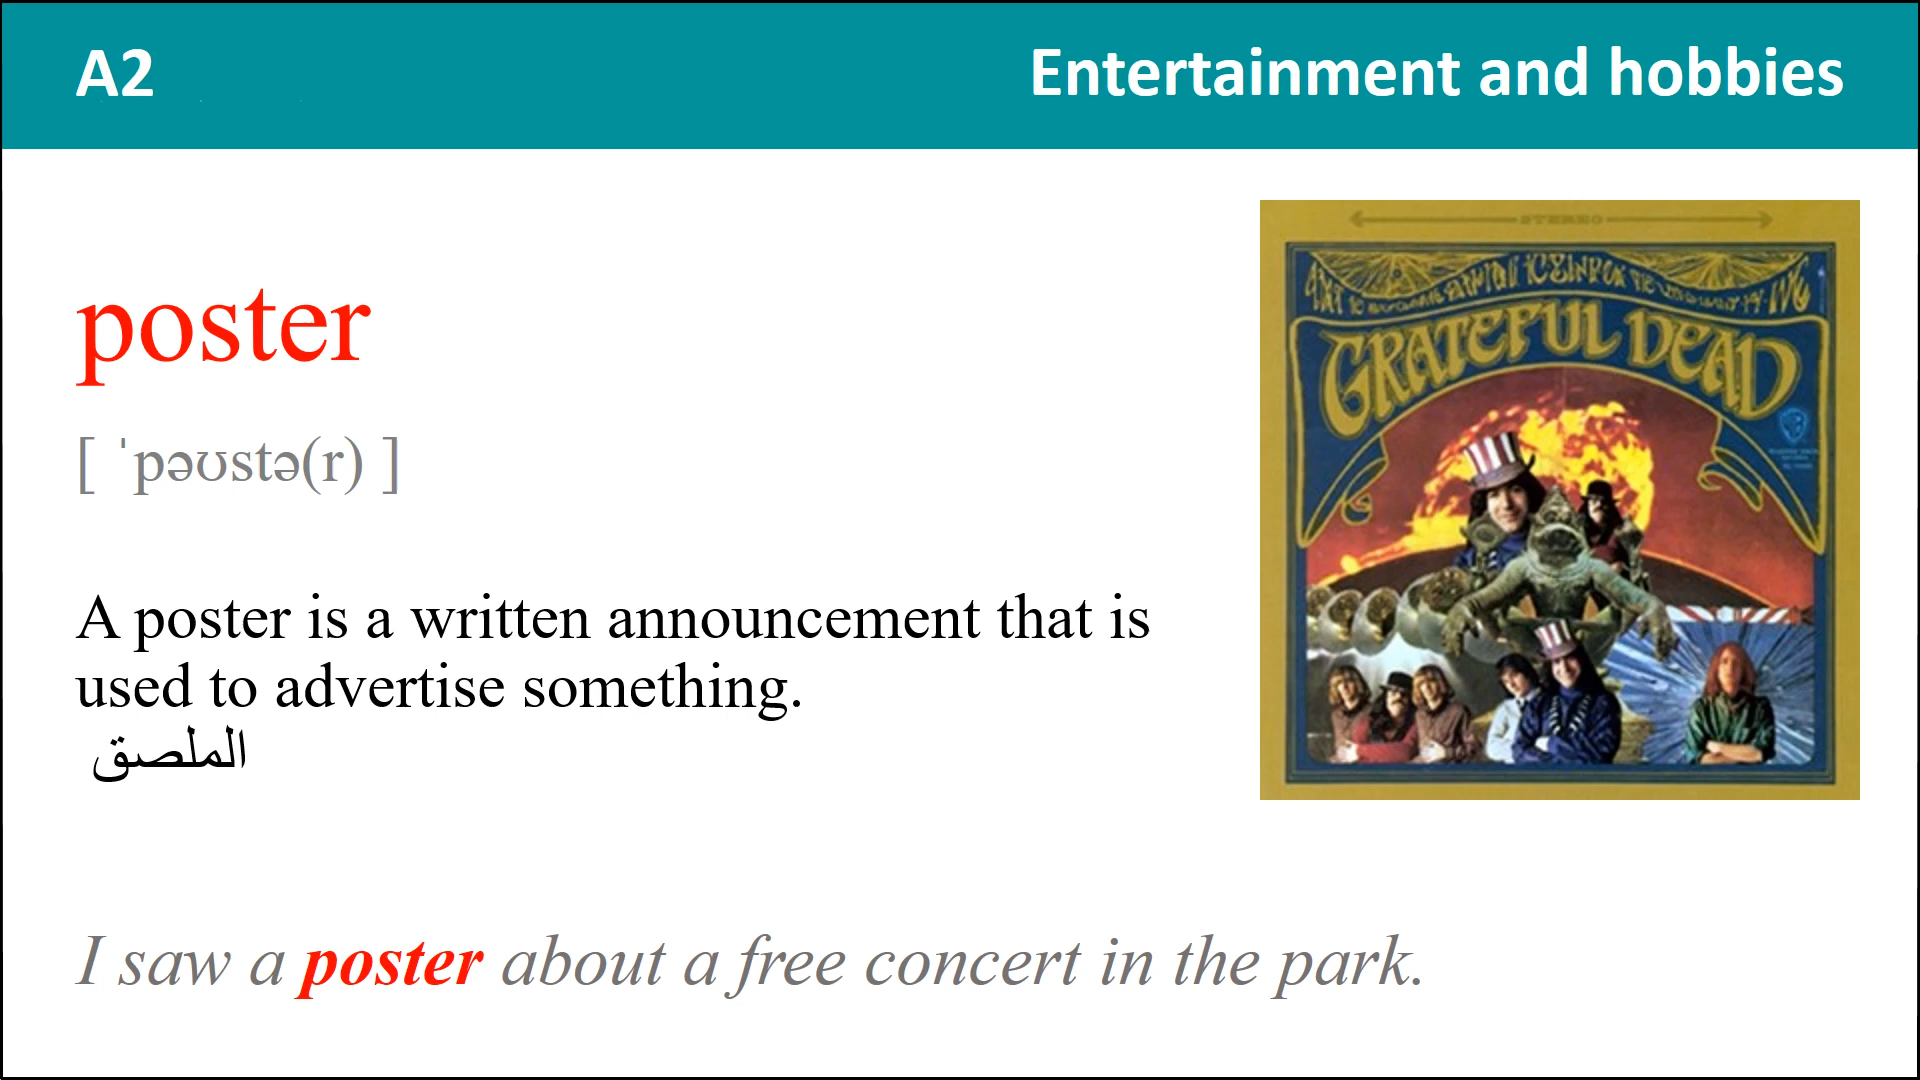 A2
Entertainment and hobbies
poster
[ ˈpəʊstə(r) ]
A poster is a written announcement that is
used to advertise something.
الملصق
STEREO
GRATEFUL DEAD
I saw a poster about a free concert in the park.